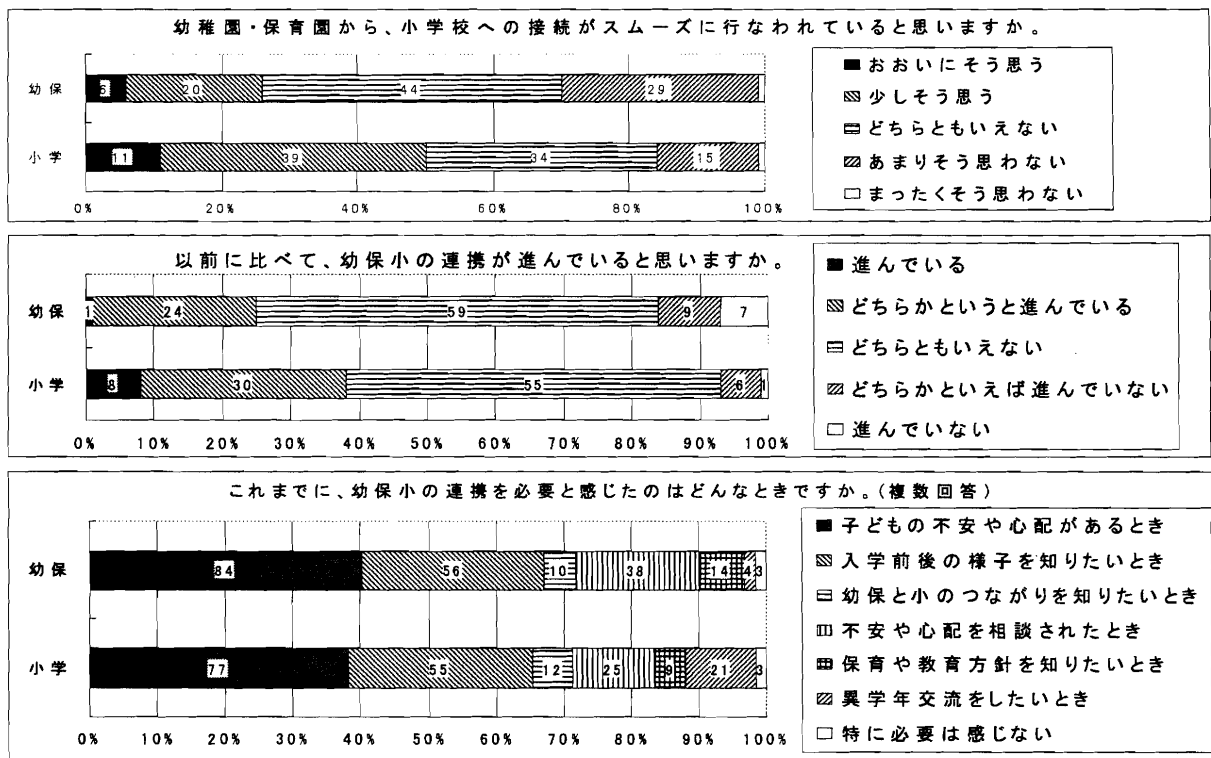 幼稚園・保育園から、小学校への接続がスムーズに行なわれていると思いますか。
幼保
6 20 44 29
小学
11 39 34 15
0% 20% 40% 60% 80% 100%
■ おおいにそう思う
少しそう思う
どちらともいえない
あまりそう思わない
□ まったくそう思わない
以前に比べて、幼保小の連携が進んでいると思いますか。
幼保
1 24 59 9 7
小学
8 30 55 6 1
0% 10% 20% 30% 40% 50% 60% 70% 80% 90% 100%
■ 進んでいる
どちらかというと進んでいる
どちらともいえない
どちらかといえば進んでいない
□ 進んでいない
これまでに、幼保小の連携を必要と感じたのはどんなときですか。(複数回答)
幼保
84 56 10 38 14 4 3
小学
77 55 12 25 9 21 3
0% 10% 20% 30% 40% 50% 60% 70% 80% 90% 100%
■ 子どもの不安や心配があるとき
入学前後の様子を知りたいとき
幼保と小のつながりを知りたいとき
不安や心配を相談されたとき
保育や教育方針を知りたいとき
異学年交流をしたいとき
□ 特に必要は感じない